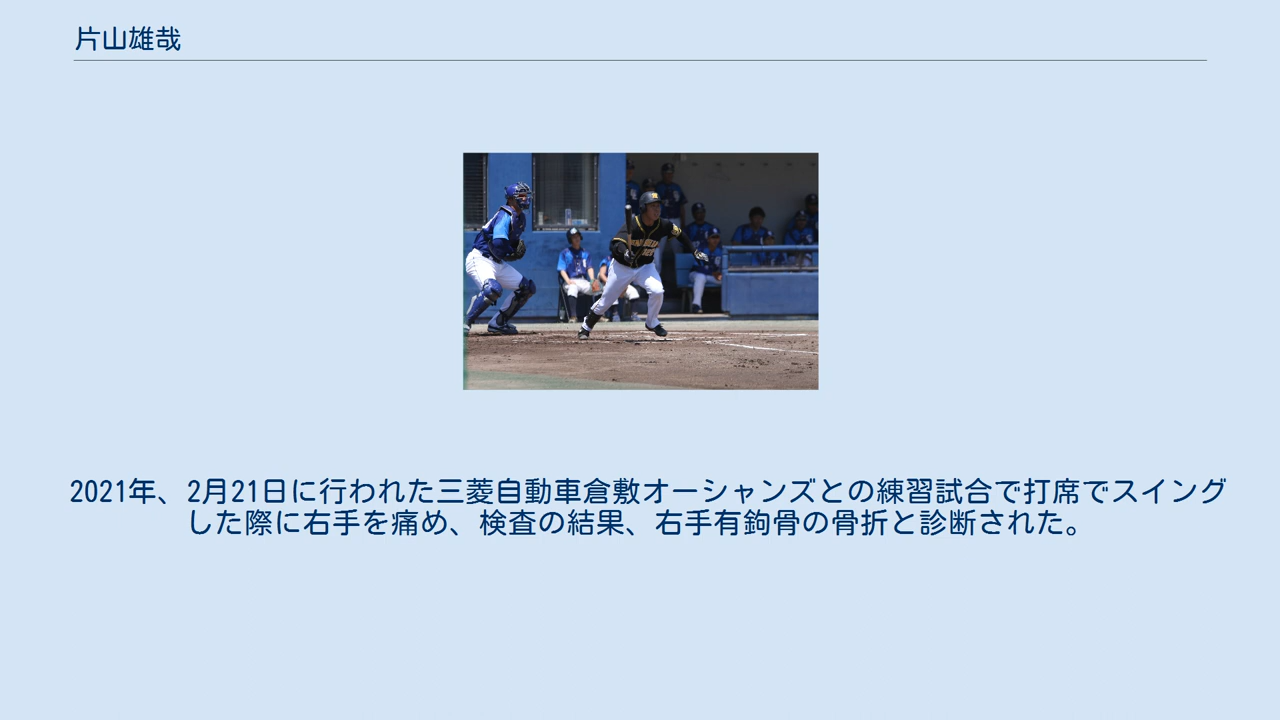 片山雄哉
2021年、2月21日に行われた三菱自動車倉敷オーシャンズとの練習試合で打席でスイング
した際に右手を痛め、検査の結果、右手有鉤骨の骨折と診断された。